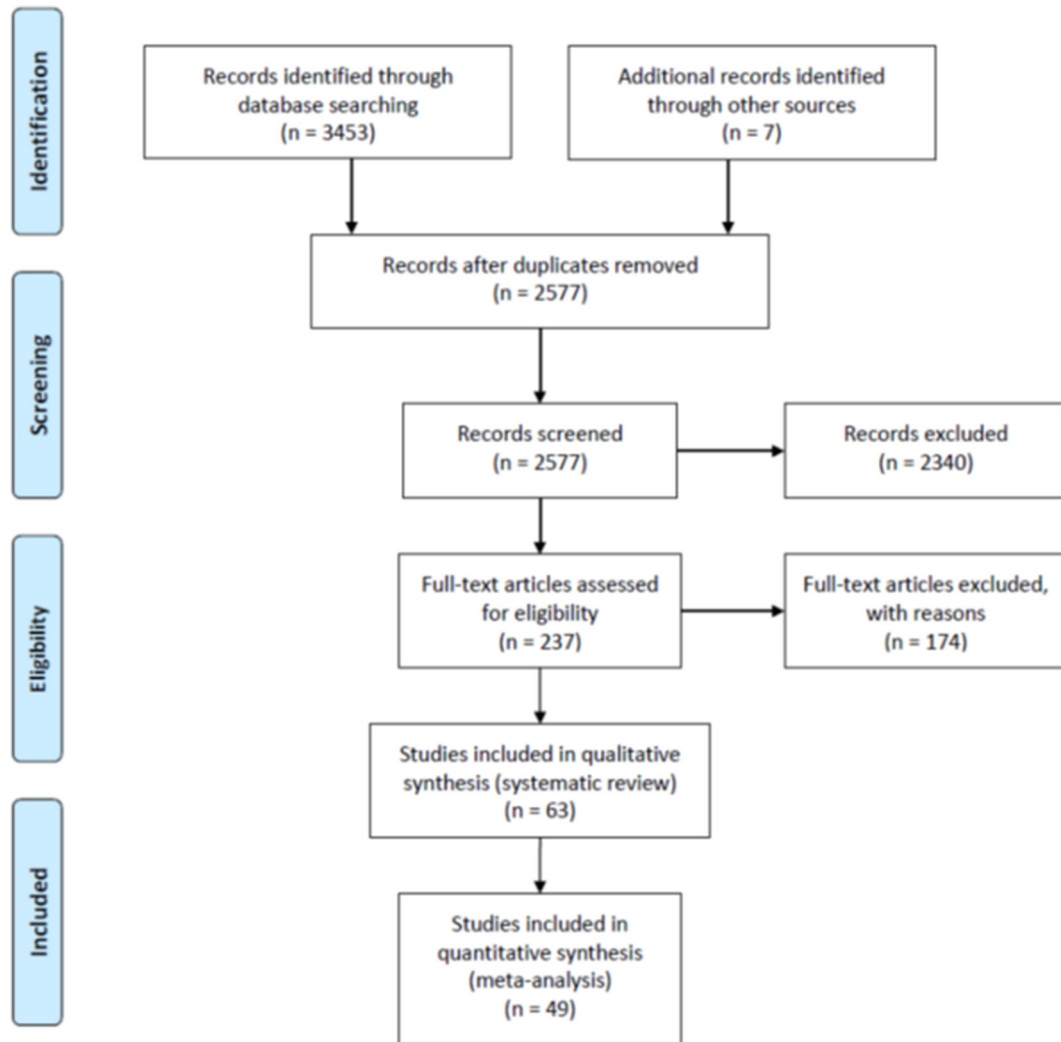 Identification
Records identified through
database searching
(n = 3453)
Additional records identified
through other sources
(n = 7)
Records after duplicates removed
(n = 2577)
Screening
Records screened
(n = 2577)
Records excluded
(n = 2340)
Eligibility
Full-text articles assessed
for eligibility
(n = 237)
Full-text articles excluded,
with reasons
(n = 174)
Studies included in qualitative
synthesis (systematic review)
(n = 63)
Included
Studies included in
quantitative synthesis
(meta-analysis)
(n = 49)